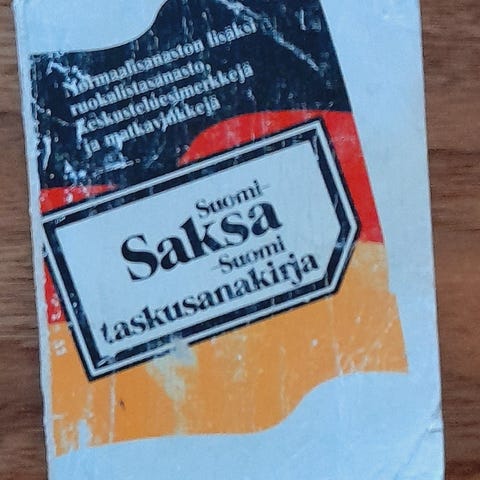 Normaalisanaston lisäksi
ruokalistasanasto,
keskusteluesimerkkejä
ja matkavinkkejä
Suomi–
Saksa
–Suomi
taskusanakirja